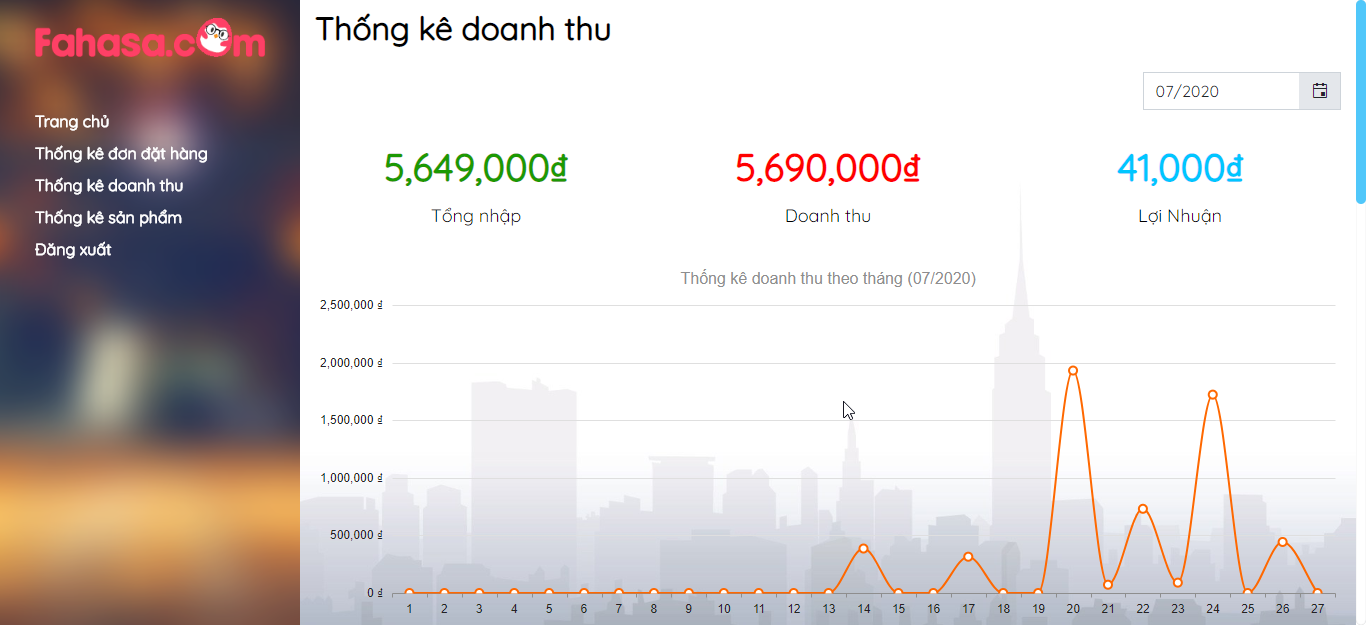 Fahasa.com
Trang chủ
Thống kê đơn đặt hàng
Thống kê doanh thu
Thống kê sản phẩm
Đăng xuất
Thống kê doanh thu
07/2020
5,649,000₫ 5,690,000₫ 41,000₫
Tổng nhập Doanh thu Lợi Nhuận
Thống kê doanh thu theo tháng (07/2020)
2,500,000 ₫
2,000,000 ₫
1,500,000 ₫
1,000,000 ₫
500,000 ₫
0 ₫
1 2 3 4 5 6 7 8 9 10 11 12 13 14 15 16 17 18 19 20 21 22 23 24 25 26 27